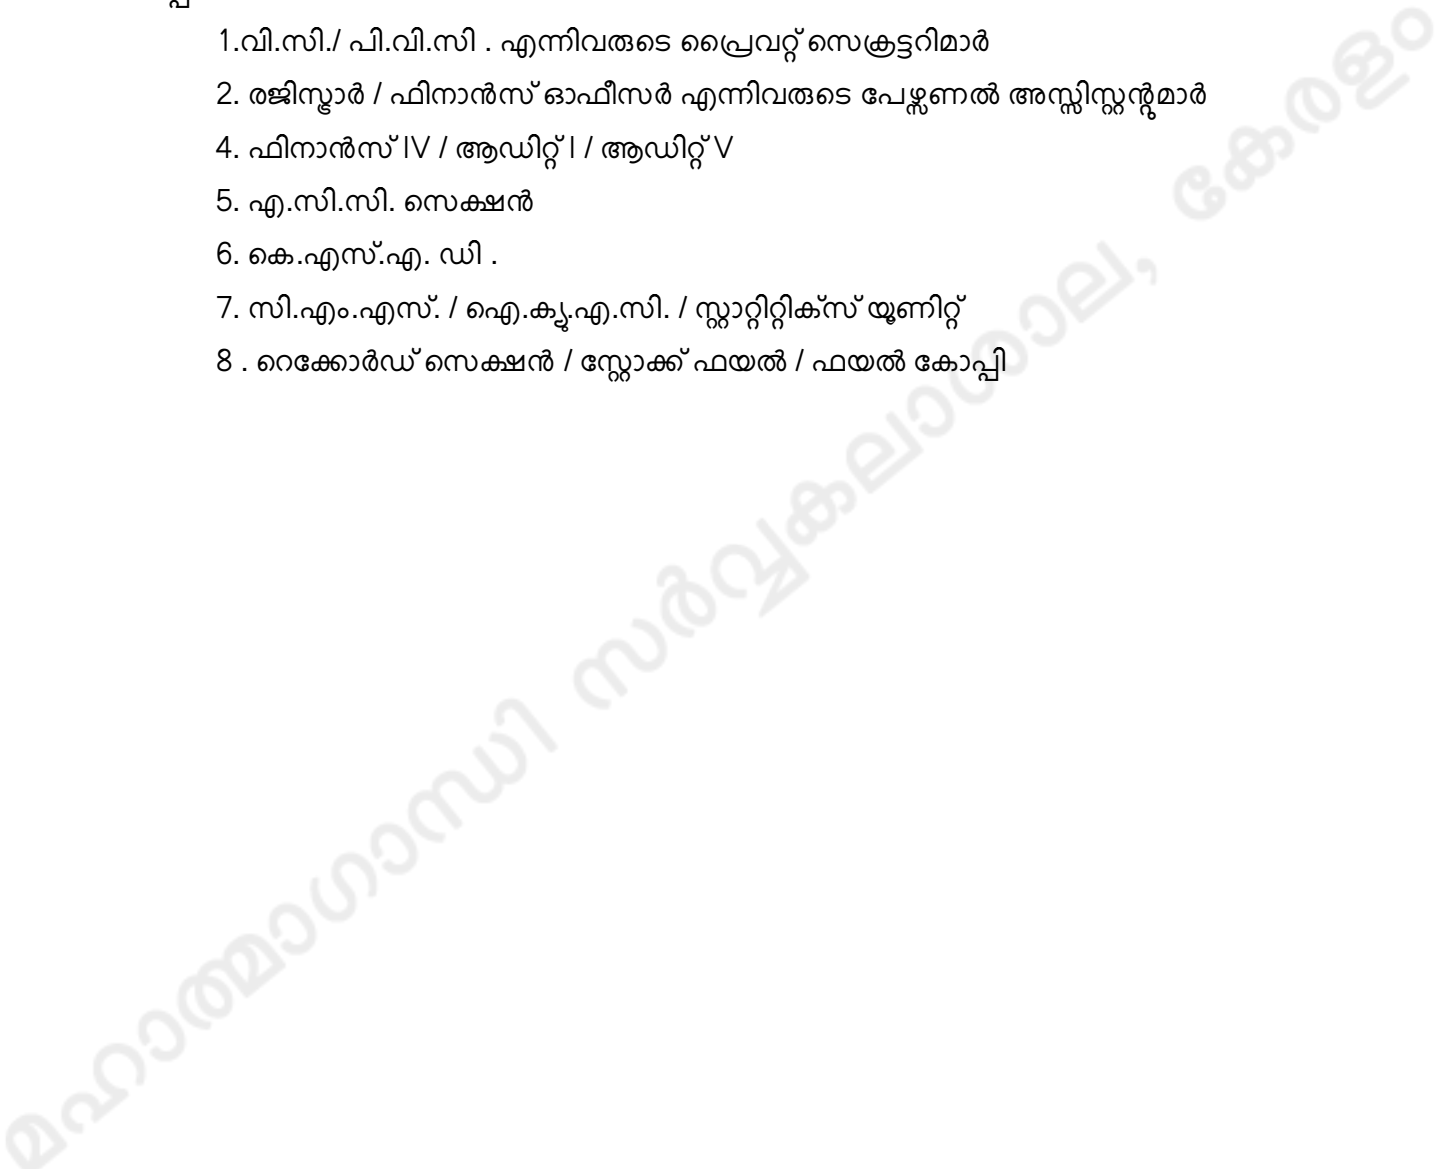 1.വി.സി./ പി.വി.സി . എന്നിവരുടെ പ്രൈവറ്റ് സെക്രട്ടറിമാർ
2. രജിസ്ട്രാർ / ഫിനാൻസ് ഓഫീസർ എന്നിവരുടെ പേഴ്സണൽ അസ്സിസ്റ്റന്റുമാർ
4. ഫിനാൻസ് IV / ആഡിറ്റ് I / ആഡിറ്റ് V
5. എ.സി.സി. സെക്ഷൻ
6. കെ.എസ്.എ. ഡി .
7. സി.എം.എസ്. / ഐ.ക്യു.എ.സി. / സ്റ്റാറ്റിറ്റിക്സ് യൂണിറ്റ്
8 . റെക്കോർഡ് സെക്ഷൻ / സ്റ്റോക്ക് ഫയൽ / ഫയൽ കോപ്പി
മഹാത്മാഗാന്ധി സർവ്വകലാശാല, കേരളം